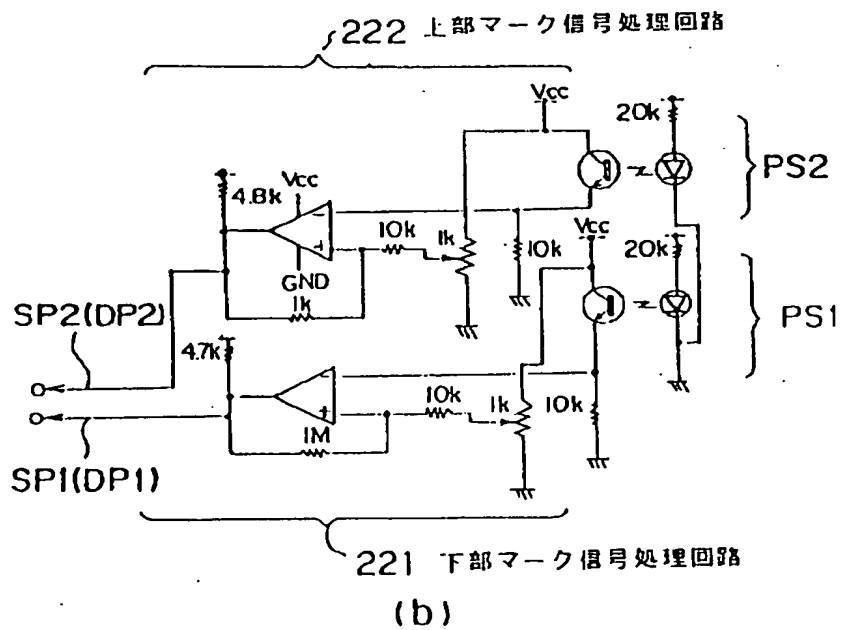 222 上部マーク信号処理回路
Vcc
20k
PS2
4.8k
Vcc
−
+
10k
1k
10k
GND
1k
Vcc
20k
PS1
SP2(DP2)
4.7k
−
+
10k
1k
10k
1M
SP1(DP1)
221 下部マーク信号処理回路
(b)